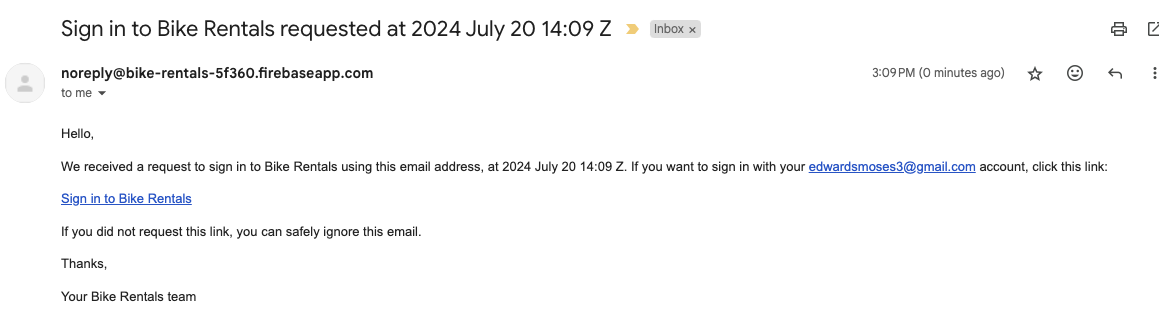 Sign in to Bike Rentals requested at 2024 July 20 14:09 Z Inbox ×
noreply@bike-rentals-5f360.firebaseapp.com 3:09 PM (0 minutes ago)
to me
Hello,
We received a request to sign in to Bike Rentals using this email address, at 2024 July 20 14:09 Z. If you want to sign in with your edwardsmoses3@gmail.com account, click this link:
Sign in to Bike Rentals
If you did not request this link, you can safely ignore this email.
Thanks,
Your Bike Rentals team